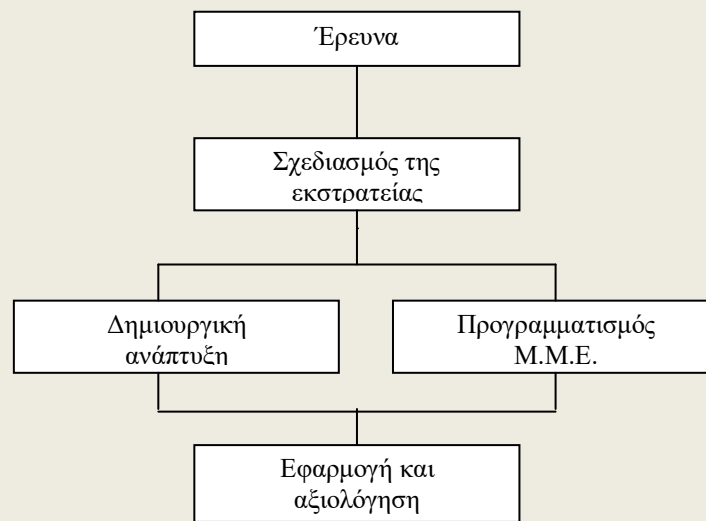 Έρευνα
Σχεδιασμός της
εκστρατείας
Δημιουργική
ανάπτυξη
Προγραμματισμός
Μ.Μ.Ε.
Εφαρμογή και
αξιολόγηση